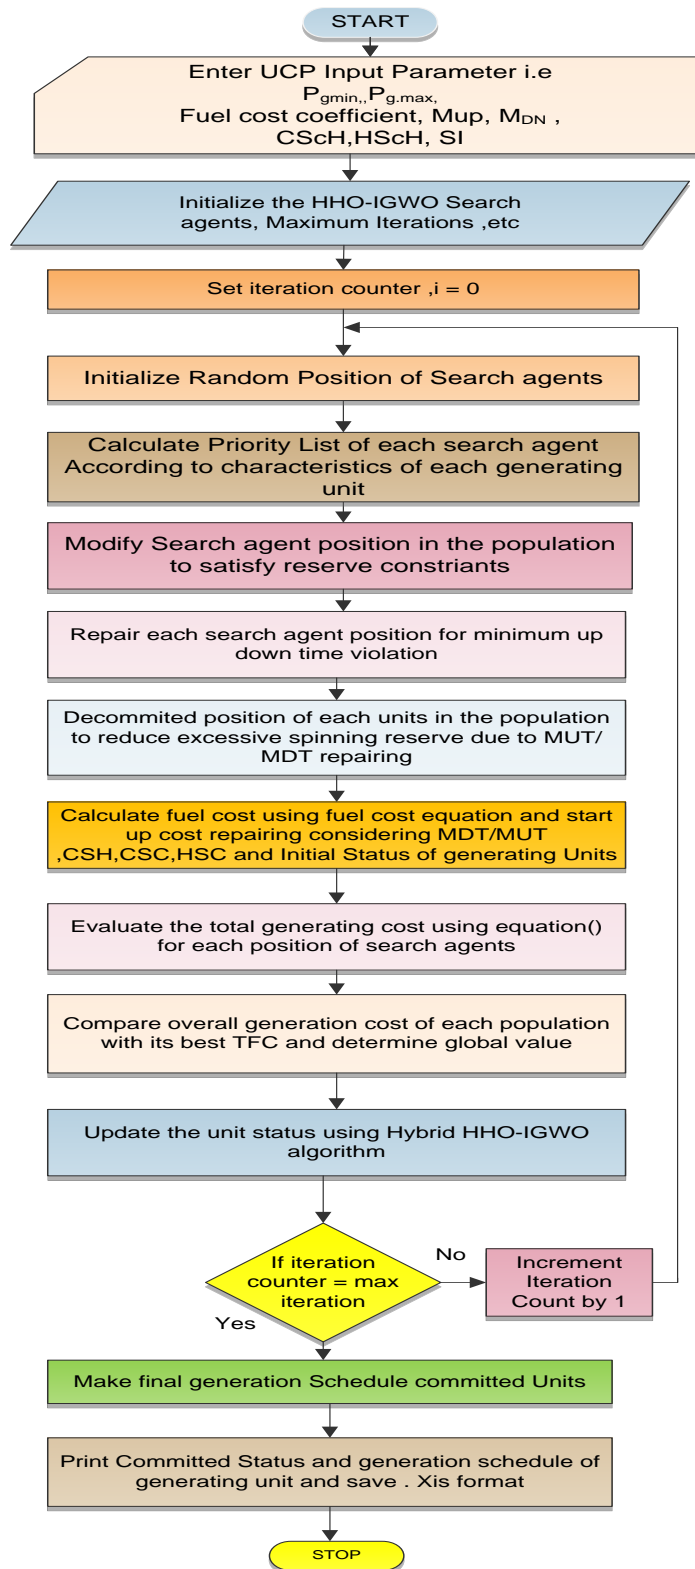 START
Enter UCP Input Parameter i.e
Pgmin,,Pg.max,
Fuel cost coefficient, Mup, MDN ,
CScH,HScH, SI
Initialize the HHO-IGWO Search
agents, Maximum Iterations ,etc
Set iteration counter ,i = 0
Initialize Random Position of Search agents
Calculate Priority List of each search agent
According to characteristics of each generating
unit
Modify Search agent position in the population
to satisfy reserve constriants
Repair each search agent position for minimum up
down time violation
Decommited position of each units in the population
to reduce excessive spinning reserve due to MUT/
MDT repairing
Calculate fuel cost using fuel cost equation and start
up cost repairing considering MDT/MUT
,CSH,CSC,HSC and Initial Status of generating Units
Evaluate the total generating cost using equation()
for each position of search agents
Compare overall generation cost of each population
with its best TFC and determine global value
Update the unit status using Hybrid HHO-IGWO
algorithm
If iteration
counter = max
iteration
No
Increment
Iteration
Count by 1
Yes
Make final generation Schedule committed Units
Print Committed Status and generation schedule of
generating unit and save . Xis format
STOP